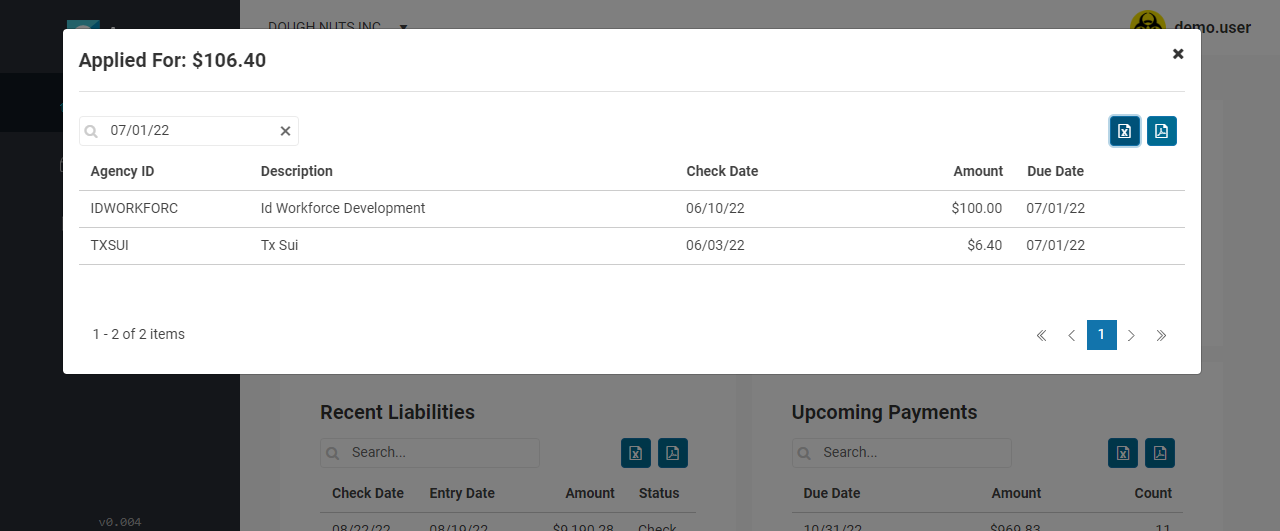 DOUGH NUTS INC
demo.user
Applied For: $106.40
07/01/22
Agency ID Description Check Date Amount Due Date
IDWORKFORC Id Workforce Development 06/10/22 $100.00 07/01/22
TXSUI Tx Sui 06/03/22 $6.40 07/01/22
1 - 2 of 2 items
1
Recent Liabilities
Search...
Check Date Entry Date Amount Status
08/22/22 08/19/22 $9,190.28 Check
Upcoming Payments
Search...
Due Date Amount Count
10/31/22 $969.83 11
v0.004